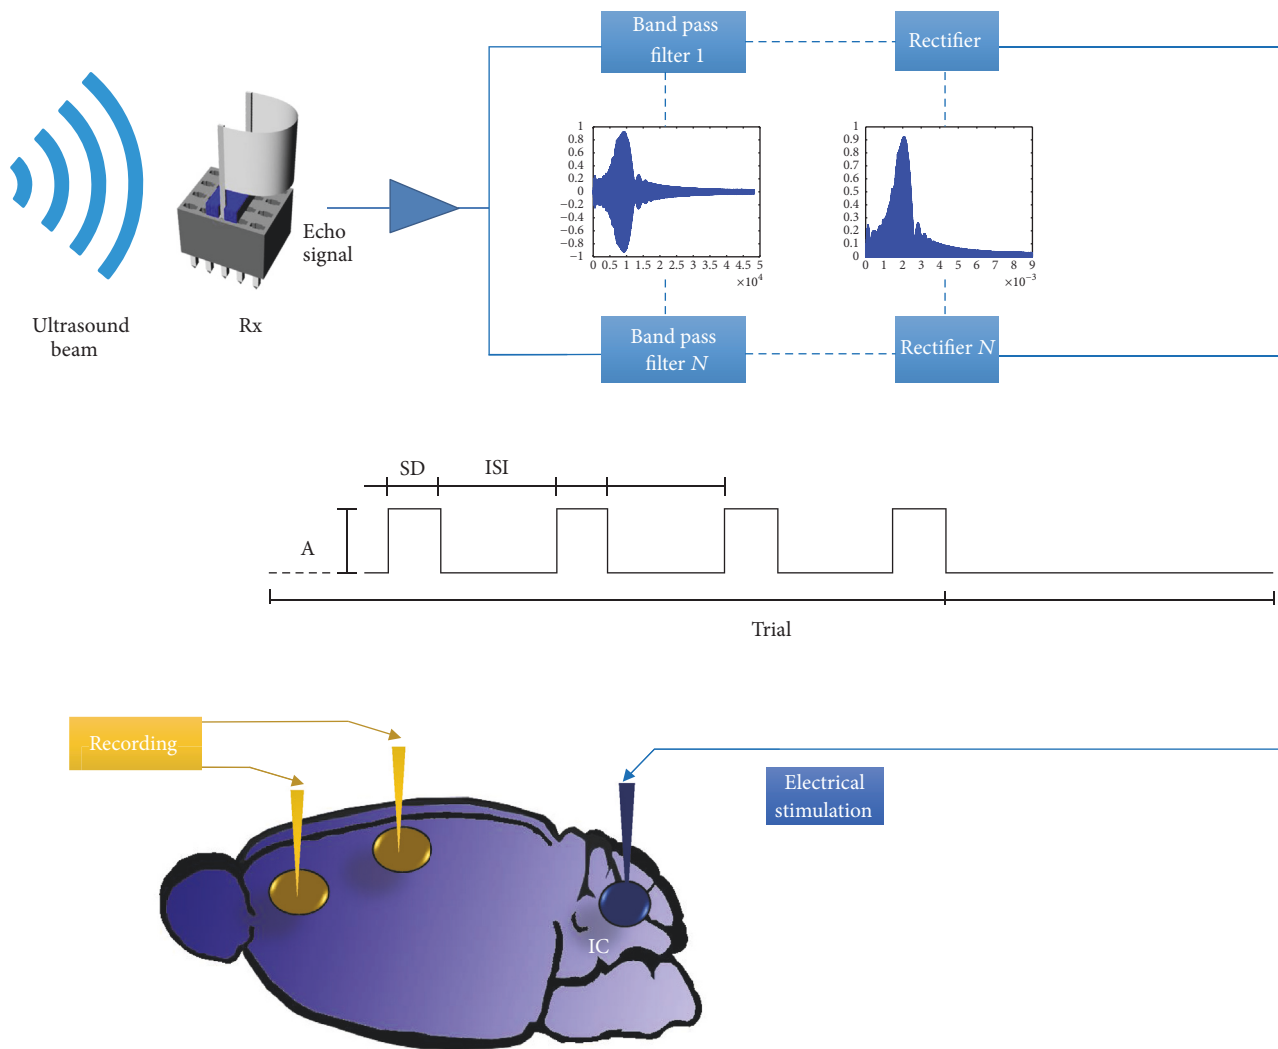 Ultrasound
beam
Rx
Echo
signal
Band pass
filter 1
Rectifier
1
0.8
0.6
0.4
0.2
0
−0.2
−0.4
−0.6
−0.8
−1
0 0.5 1 1.5 2 2.5 3 3.5 4 4.5 5
×10⁴
1
0.9
0.8
0.7
0.6
0.5
0.4
0.3
0.2
0.1
0
0 1 2 3 4 5 6 7 8 9
×10⁻³
Band pass
filter N
Rectifier N
SD ISI
A
Trial
Recording
Electrical
stimulation
IC